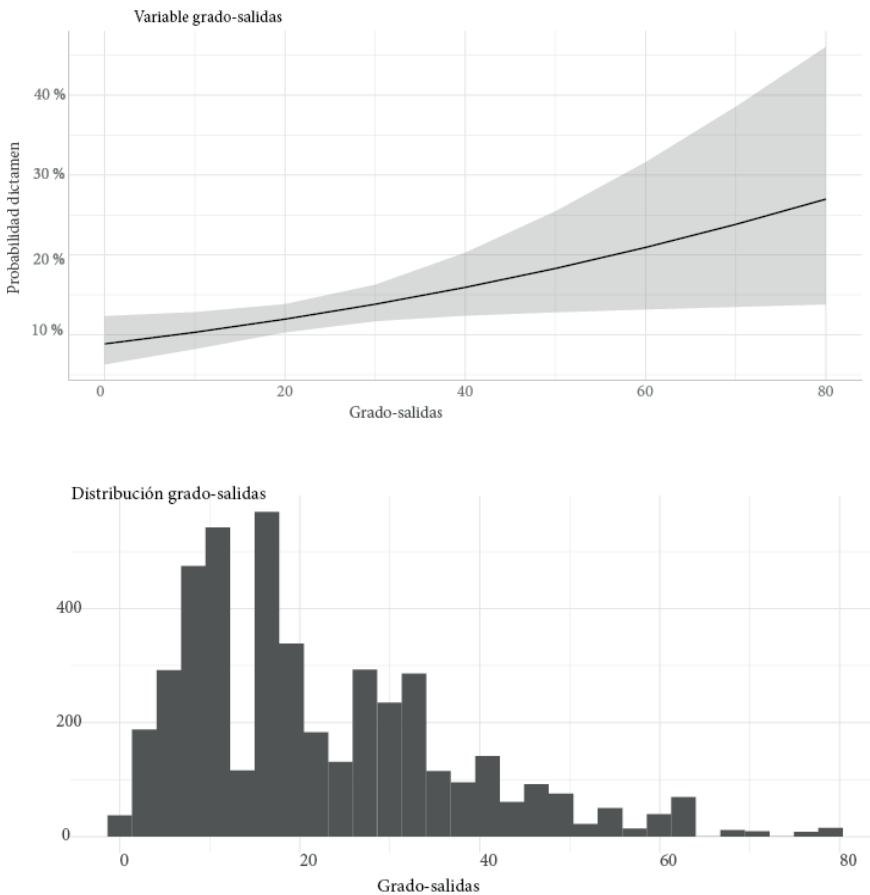 Variable grado-salidas
Probabilidad dictamen
40 %
30 %
20 %
10 %
0 20 40 60 80
Grado-salidas
Distribución grado-salidas
400
200
0
0 20 40 60 80
Grado-salidas